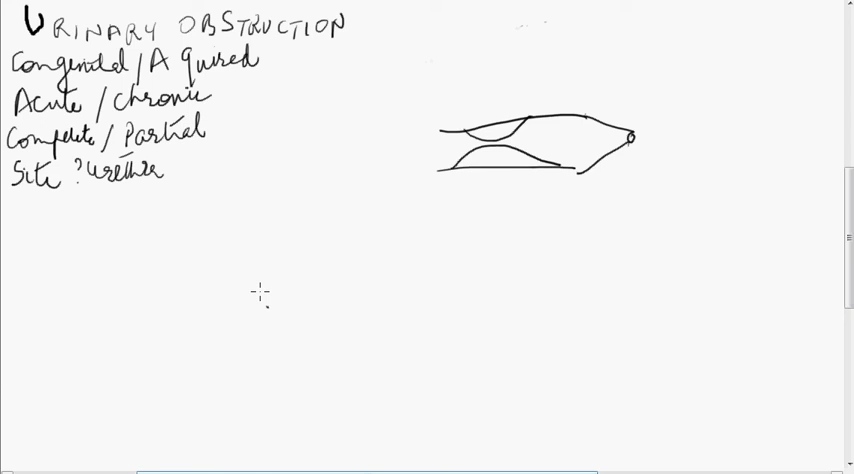 URINARY OBSTRUCTION
Congenital / Aquired
Acute / Chronic
Complete / Partial
Site ? Urethra